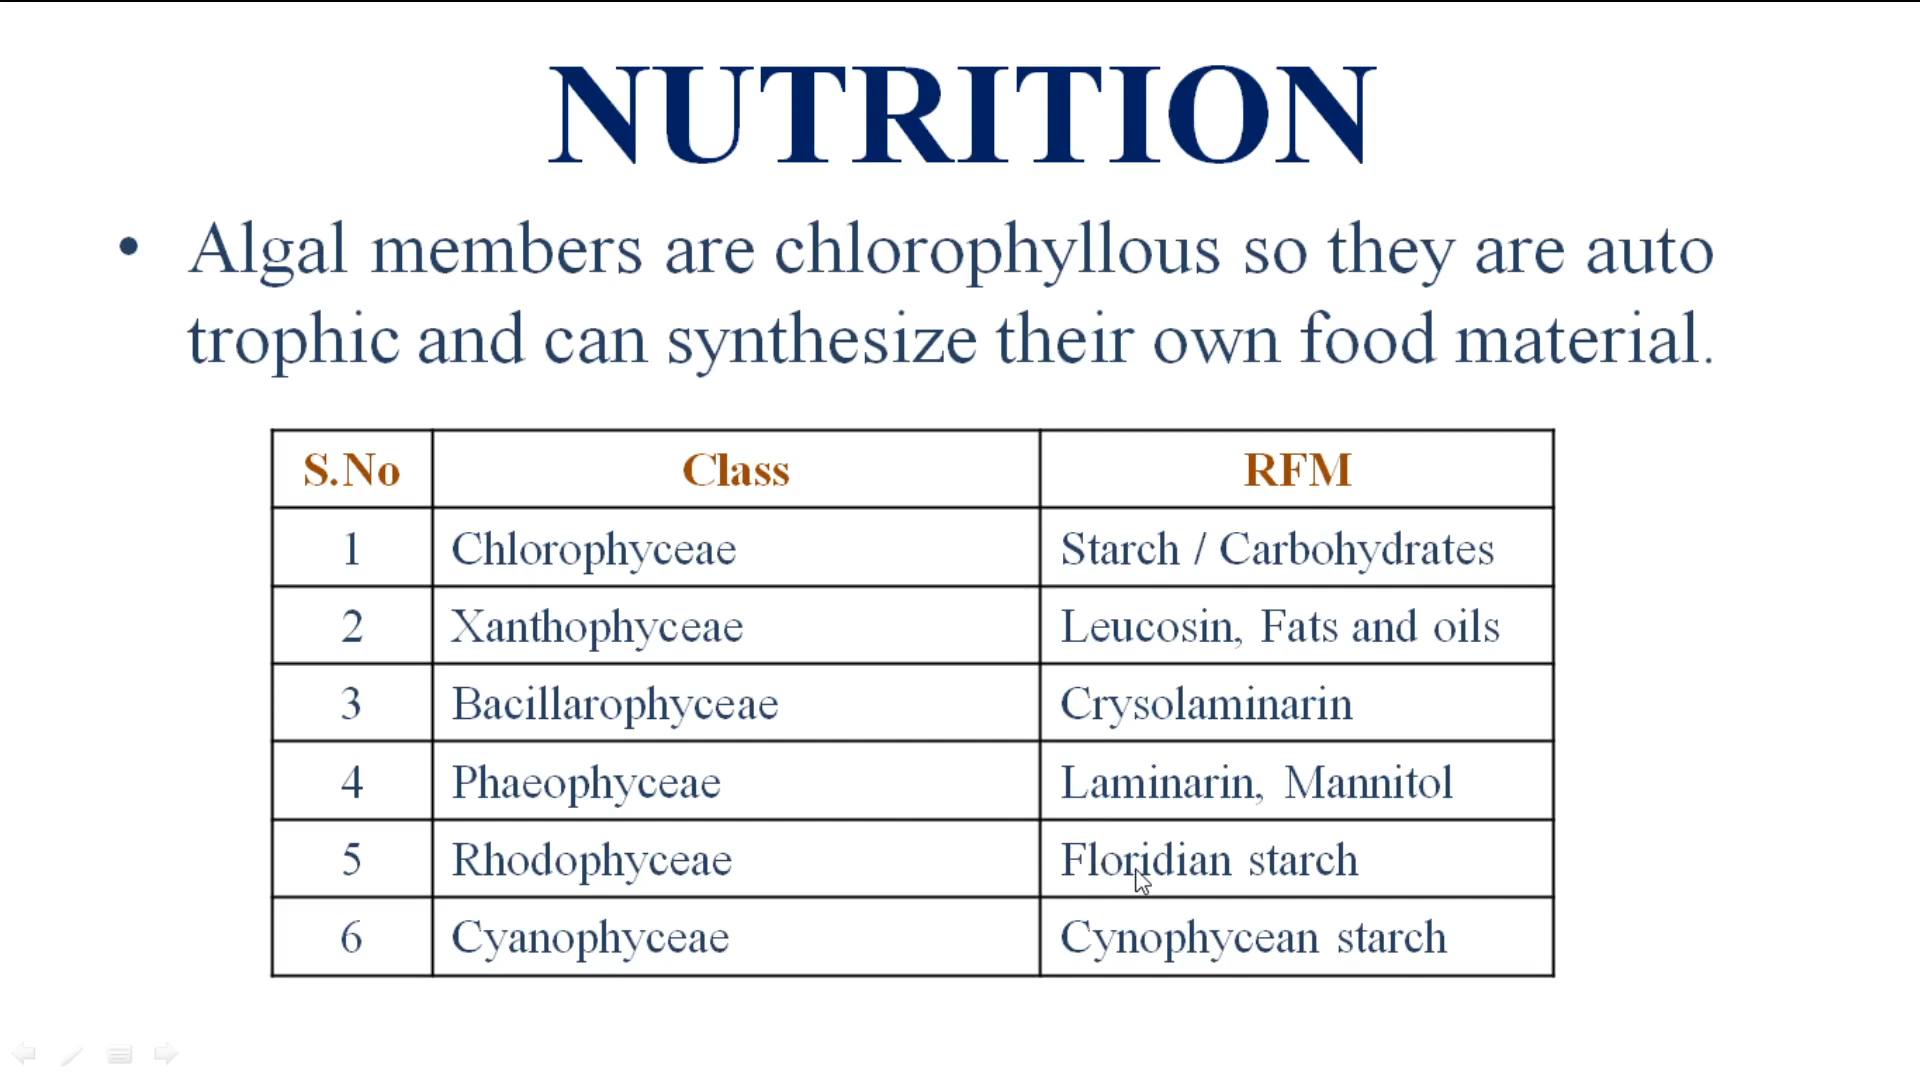 NUTRITION
• Algal members are chlorophyllous so they are auto
trophic and can synthesize their own food material.
S.No Class RFM
1 Chlorophyceae Starch / Carbohydrates
2 Xanthophyceae Leucosin, Fats and oils
3 Bacillarophyceae Crysolaminarin
4 Phaeophyceae Laminarin, Mannitol
5 Rhodophyceae Floridian starch
6 Cyanophyceae Cynophycean starch